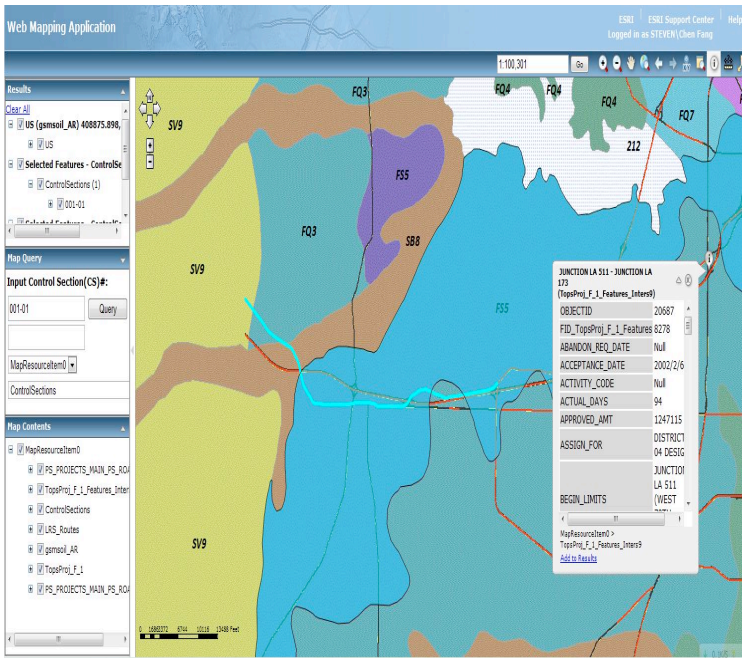 Web Mapping Application
ESRI | ESRI Support Center | Help
Logged in as STEVEN\Chen Fang
1:100,301 Go
Results
Clear All
US (gsmsoil_AR) 408875.898,
US
Selected Features - ControlSe
ControlSections (1)
001-01
Map Query
Input Control Section(CS)#:
001-01 Query
MapResourceItem0
ControlSections
Map Contents
MapResourceItem0
PS_PROJECTS_MAIN_PS_ROA
TopsProj_F_1_Features_Inter
ControlSections
LRS_Routes
gsmsoil_AR
TopsProj_F_1
PS_PROJECTS_MAIN_PS_ROA
FQ3
FQ4
FQ4
FQ4
FQ7
SV9
212
FS5
FQ3
SB8
SV9
FS5
SV9
JUNCTION LA 511 - JUNCTION LA
173
(TopsProj_F_1_Features_Inters9)
OBJECTID 20687
FID_TopsProj_F_1_Features 8278
ABANDON_REQ_DATE Null
ACCEPTANCE_DATE 2002/2/6
ACTIVITY_CODE Null
ACTUAL_DAYS 94
APPROVED_AMT 1247115
ASSIGN_FOR DISTRICT
04 DESIG
BEGIN_LIMITS JUNCTION
LA 511
(WEST
MapResourceItem0 >
TopsProj_F_1_Features_Inters9
Add to Results
6744 10116 13488 Feet